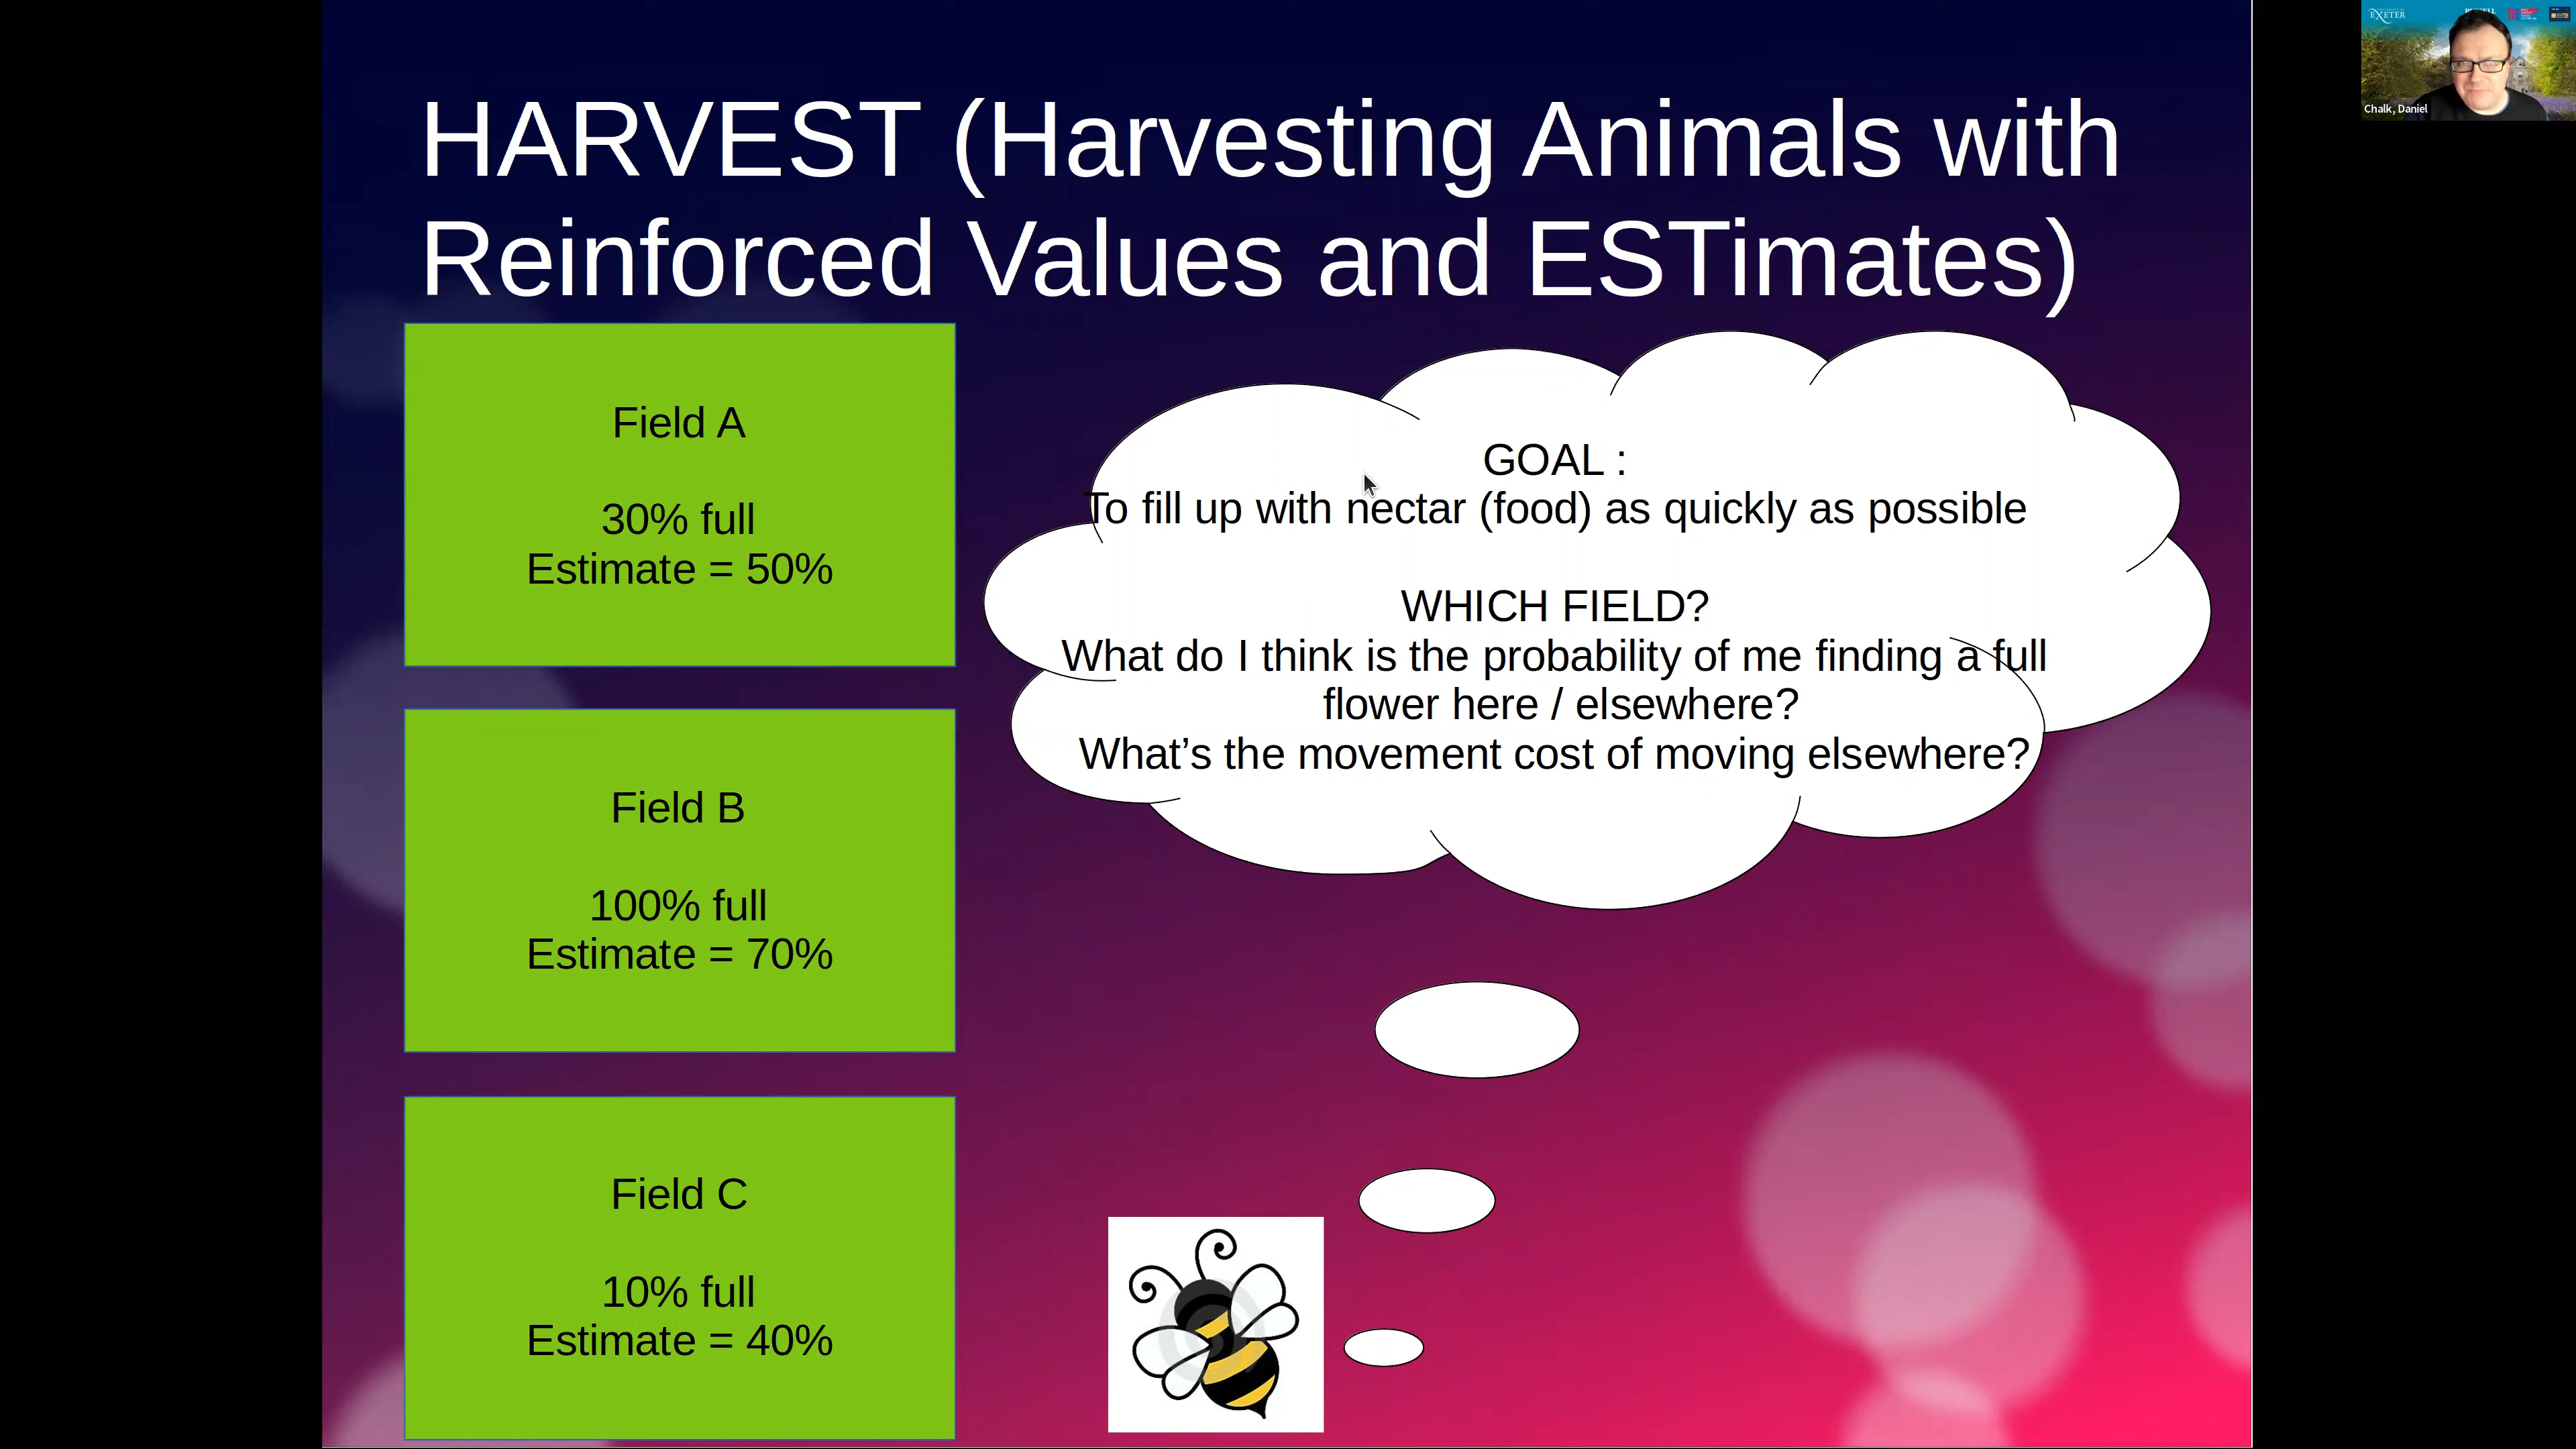 HARVEST (Harvesting Animals with
Reinforced Values and ESTimates)
Field A
30% full
Estimate = 50%
Field B
100% full
Estimate = 70%
Field C
10% full
Estimate = 40%
GOAL :
To fill up with nectar (food) as quickly as possible
WHICH FIELD?
What do I think is the probability of me finding a full
flower here / elsewhere?
What’s the movement cost of moving elsewhere?
EXETER
Chalk, Daniel